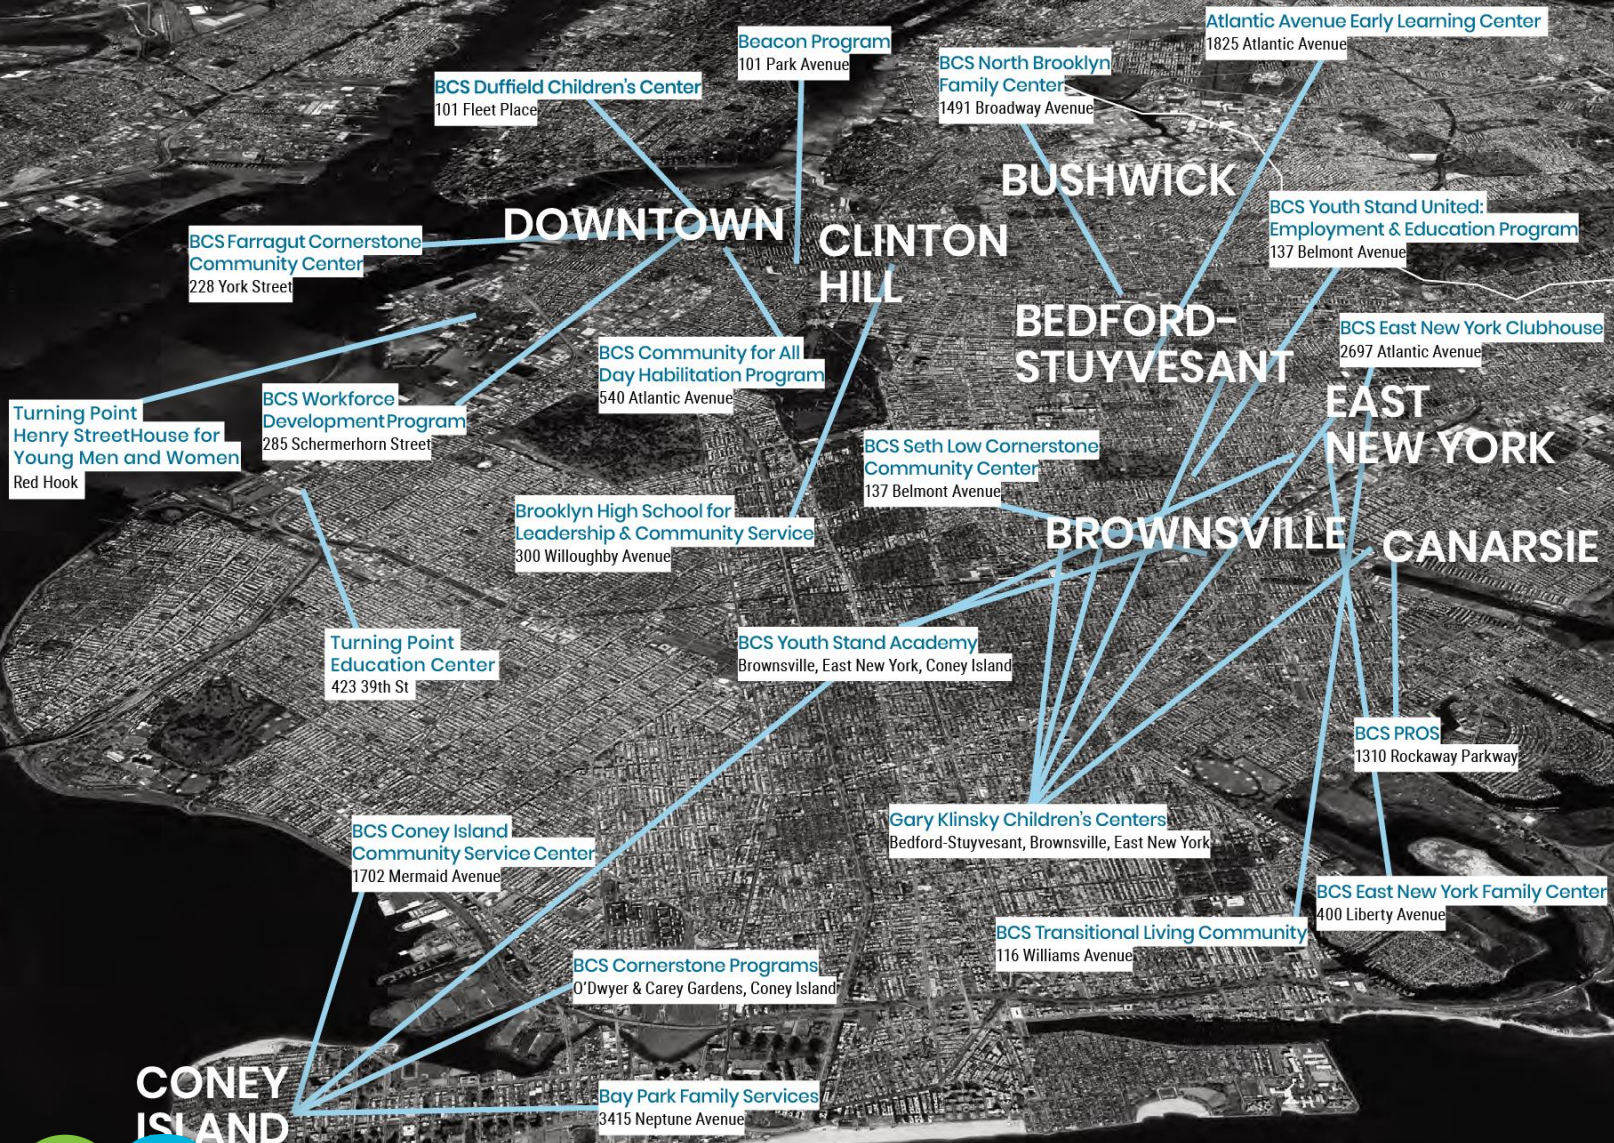 Atlantic Avenue Early Learning Center
1825 Atlantic Avenue
Beacon Program
101 Park Avenue
BCS North Brooklyn
Family Center
1491 Broadway Avenue
BCS Duffield Children's Center
101 Fleet Place
BUSHWICK
BCS Youth Stand United:
Employment & Education Program
137 Belmont Avenue
DOWNTOWN
CLINTON
HILL
BCS Farragut Cornerstone
Community Center
228 York Street
BEDFORD-
STUYVESANT
BCS East New York Clubhouse
2697 Atlantic Avenue
BCS Community for All
Day Habilitation Program
540 Atlantic Avenue
BCS Workforce
Development Program
285 Schermerhorn Street
Turning Point
Henry StreetHouse for
Young Men and Women
Red Hook
EAST
NEW YORK
BCS Seth Low Cornerstone
Community Center
137 Belmont Avenue
Brooklyn High School for
Leadership & Community Service
300 Willoughby Avenue
BROWNSVILLE
CANARSIE
Turning Point
Education Center
423 39th St
BCS Youth Stand Academy
Brownsville, East New York, Coney Island
BCS PROS
1310 Rockaway Parkway
Gary Klinsky Children's Centers
Bedford-Stuyvesant, Brownsville, East New York
BCS Coney Island
Community Service Center
1702 Mermaid Avenue
BCS East New York Family Center
400 Liberty Avenue
BCS Transitional Living Community
116 Williams Avenue
BCS Cornerstone Programs
O'Dwyer & Carey Gardens, Coney Island
CONEY
ISLAND
Bay Park Family Services
3415 Neptune Avenue